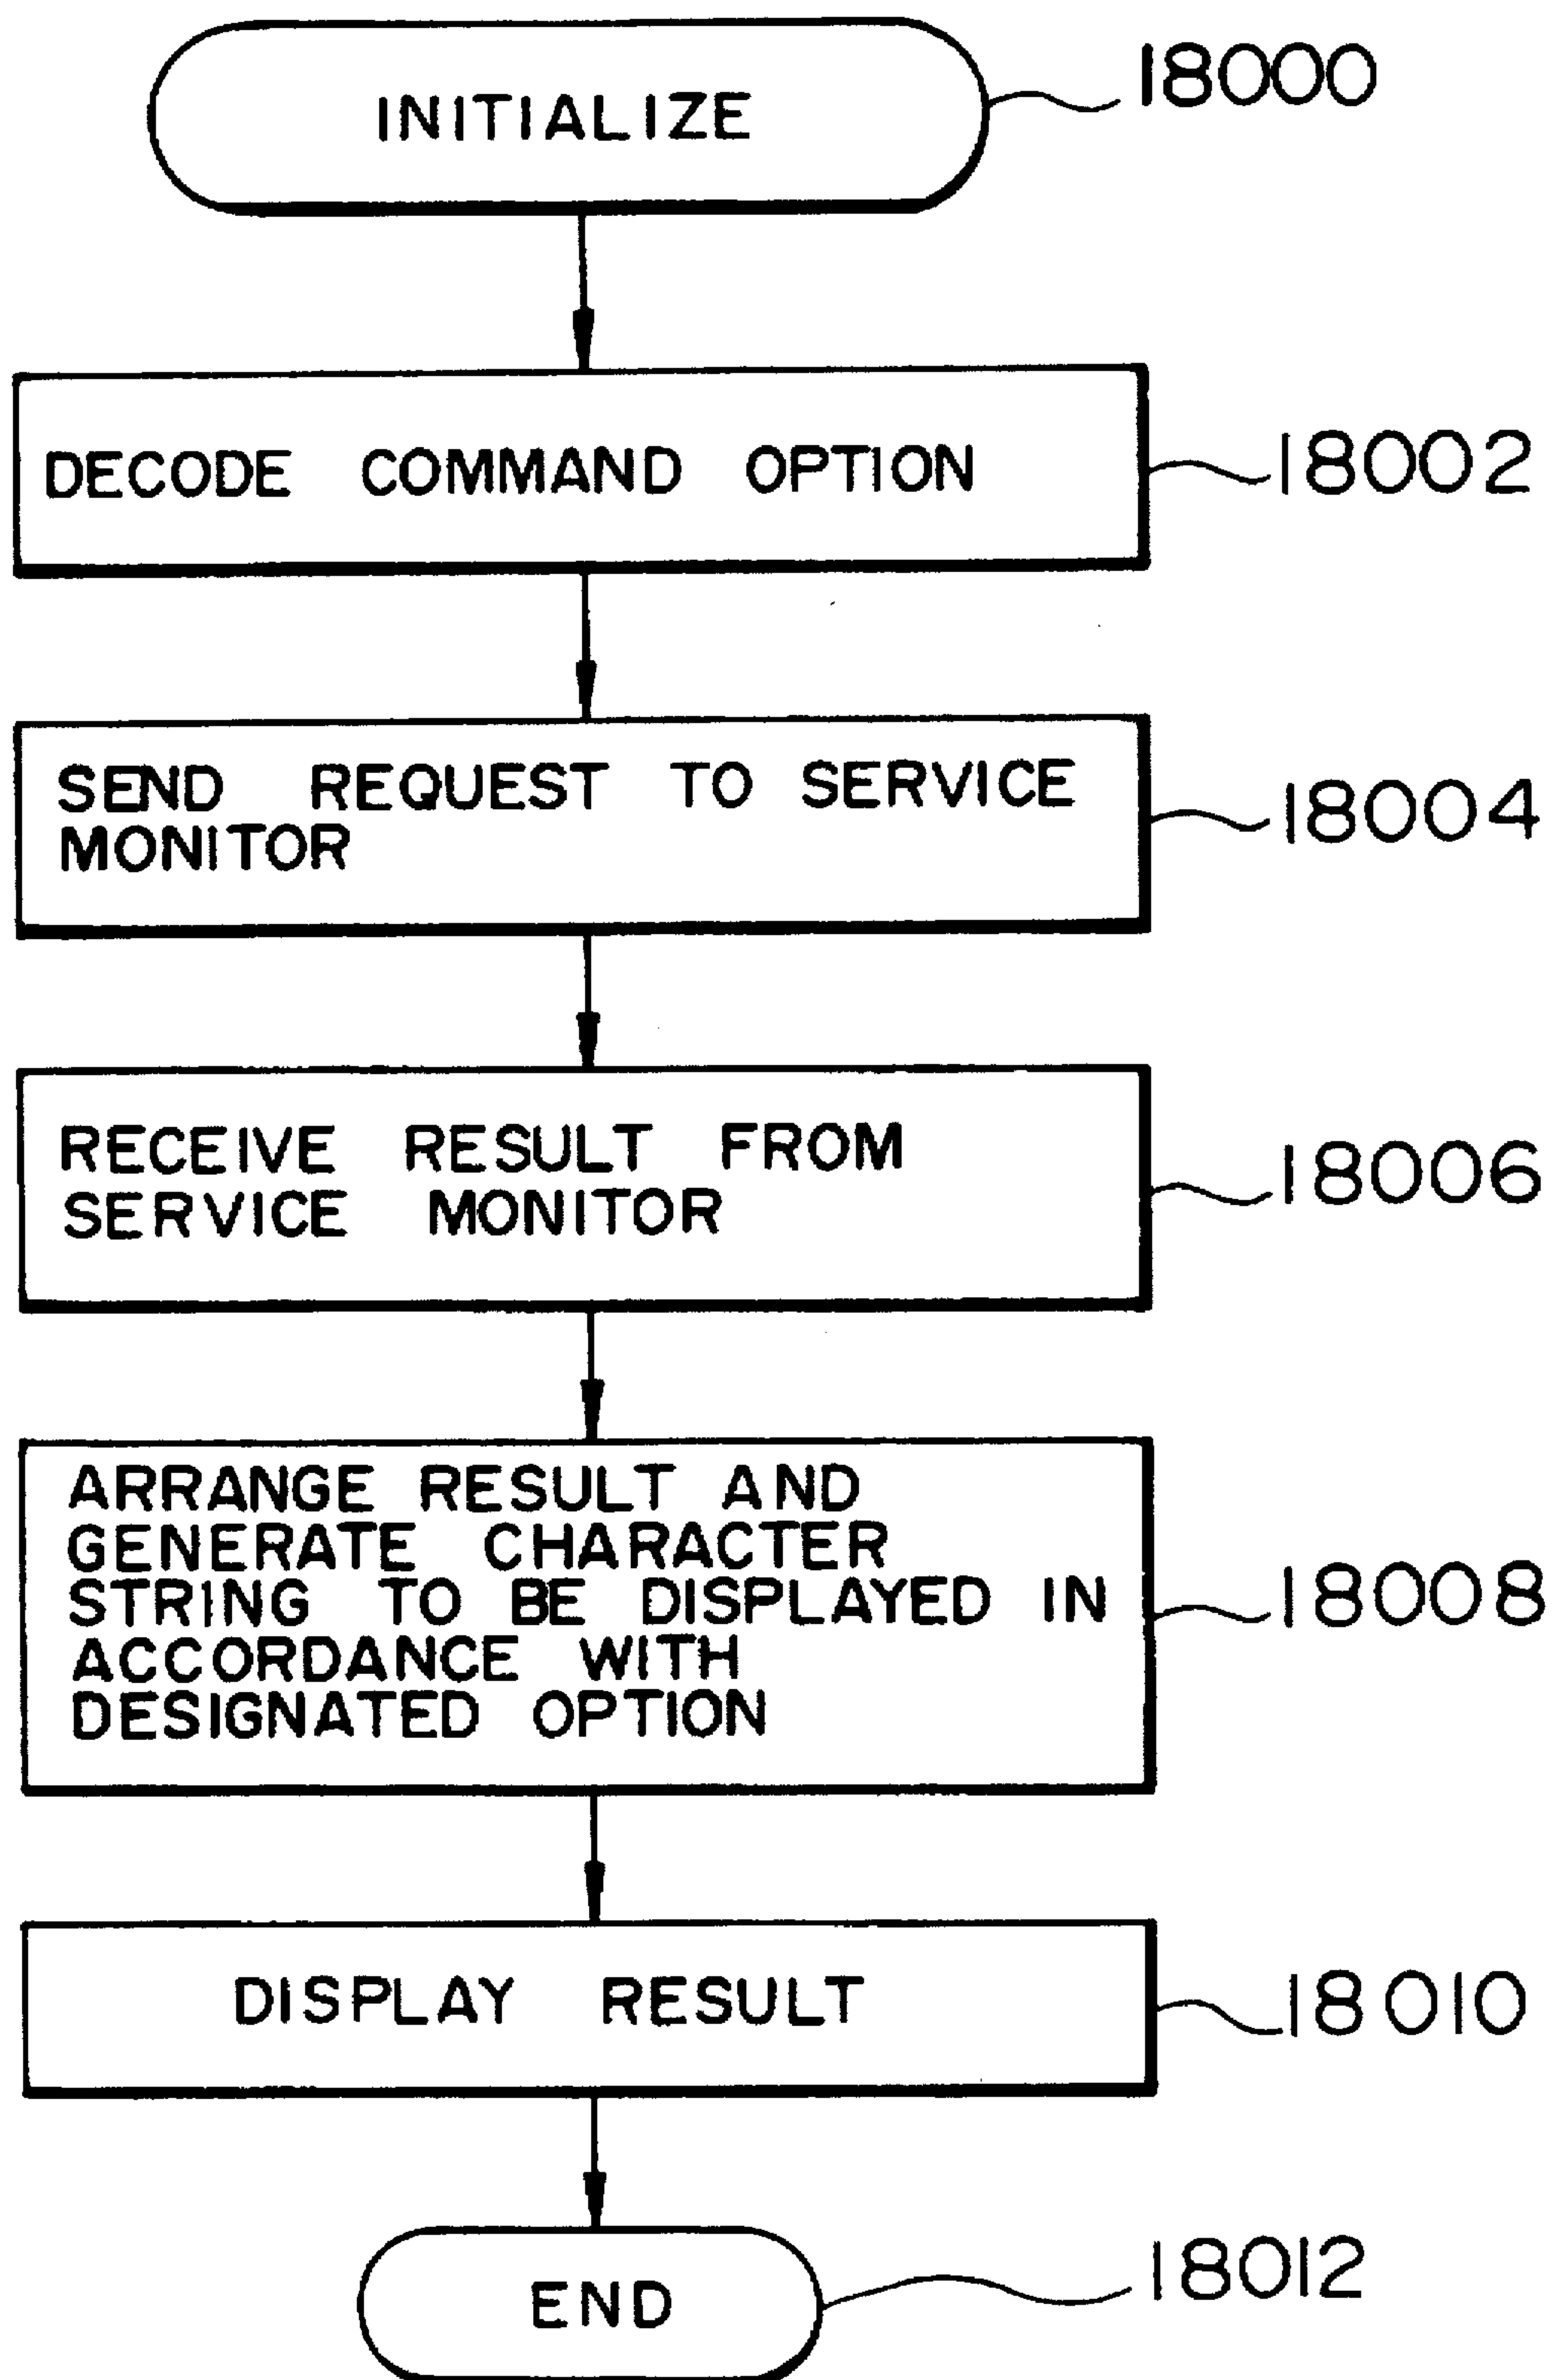 INITIALIZE
18000
DECODE COMMAND OPTION
18002
SEND REQUEST TO SERVICE
MONITOR
18004
RECEIVE RESULT FROM
SERVICE MONITOR
18006
ARRANGE RESULT AND
GENERATE CHARACTER
STRING TO BE DISPLAYED IN
ACCORDANCE WITH
DESIGNATED OPTION
18008
DISPLAY RESULT
18010
END
18012